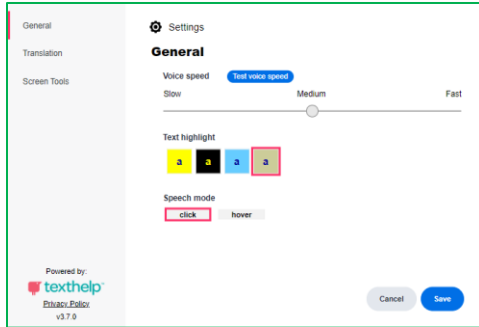 General
Translation
Screen Tools
Settings
General
Voice speed Test voice speed
Slow Medium Fast
Text highlight
a a a a
Speech mode
click hover
Powered by:
texthelp
Privacy Policy
v3.7.0
Cancel Save